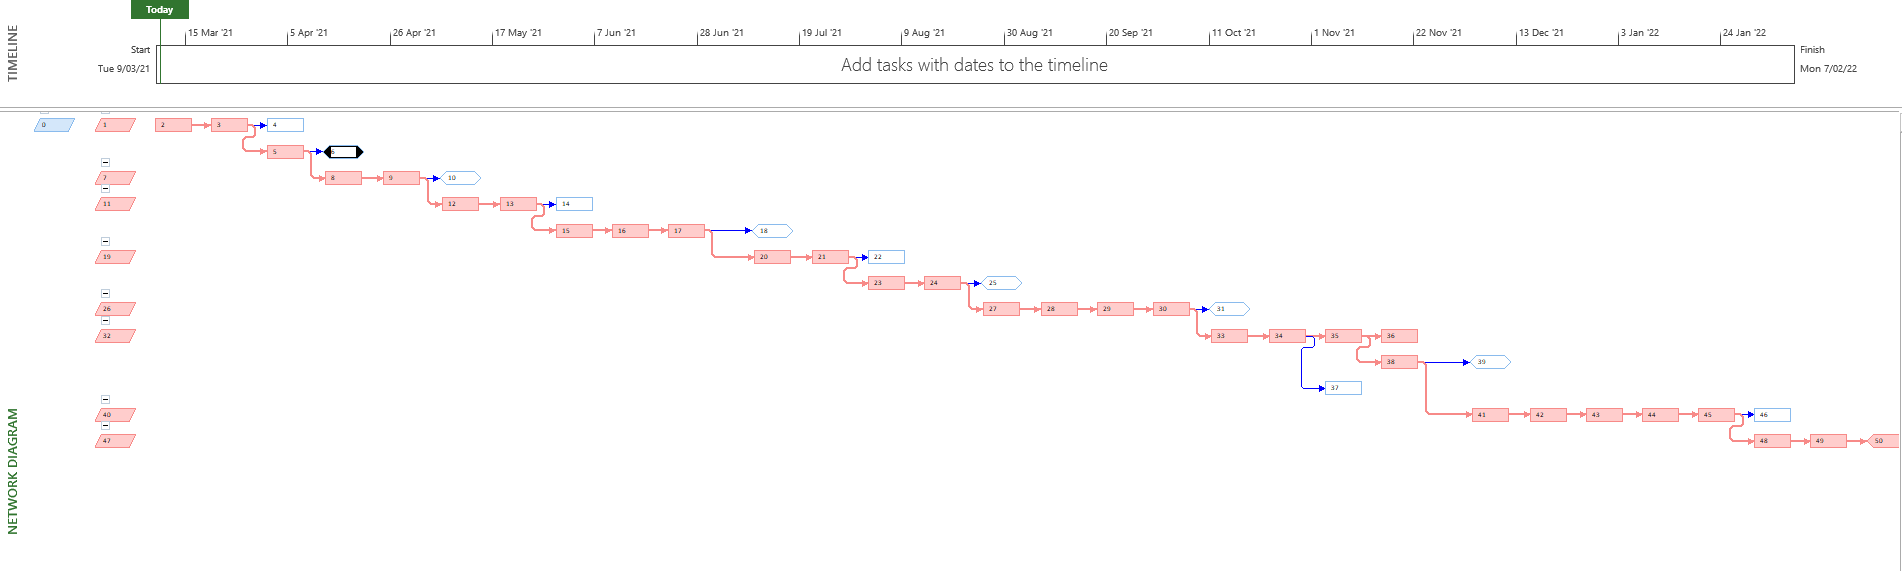 Today
TIMELINE
15 Mar '21
5 Apr '21
26 Apr '21
17 May '21
7 Jun '21
28 Jun '21
19 Jul '21
9 Aug '21
30 Aug '21
20 Sep '21
11 Oct '21
1 Nov '21
22 Nov '21
13 Dec '21
3 Jan '22
24 Jan '22
Start
Tue 9/03/21
Add tasks with dates to the timeline
Finish
Mon 7/02/22
NETWORK DIAGRAM
0 1 2 3 4
5 6
7 8 9 10
11 12 13 14
15 16 17 18
19 20 21 22
23 24 25
26 27 28 29 30 31
32 33 34 35 36
38 39
37
40 41 42 43 44 45 46
47 48 49 50